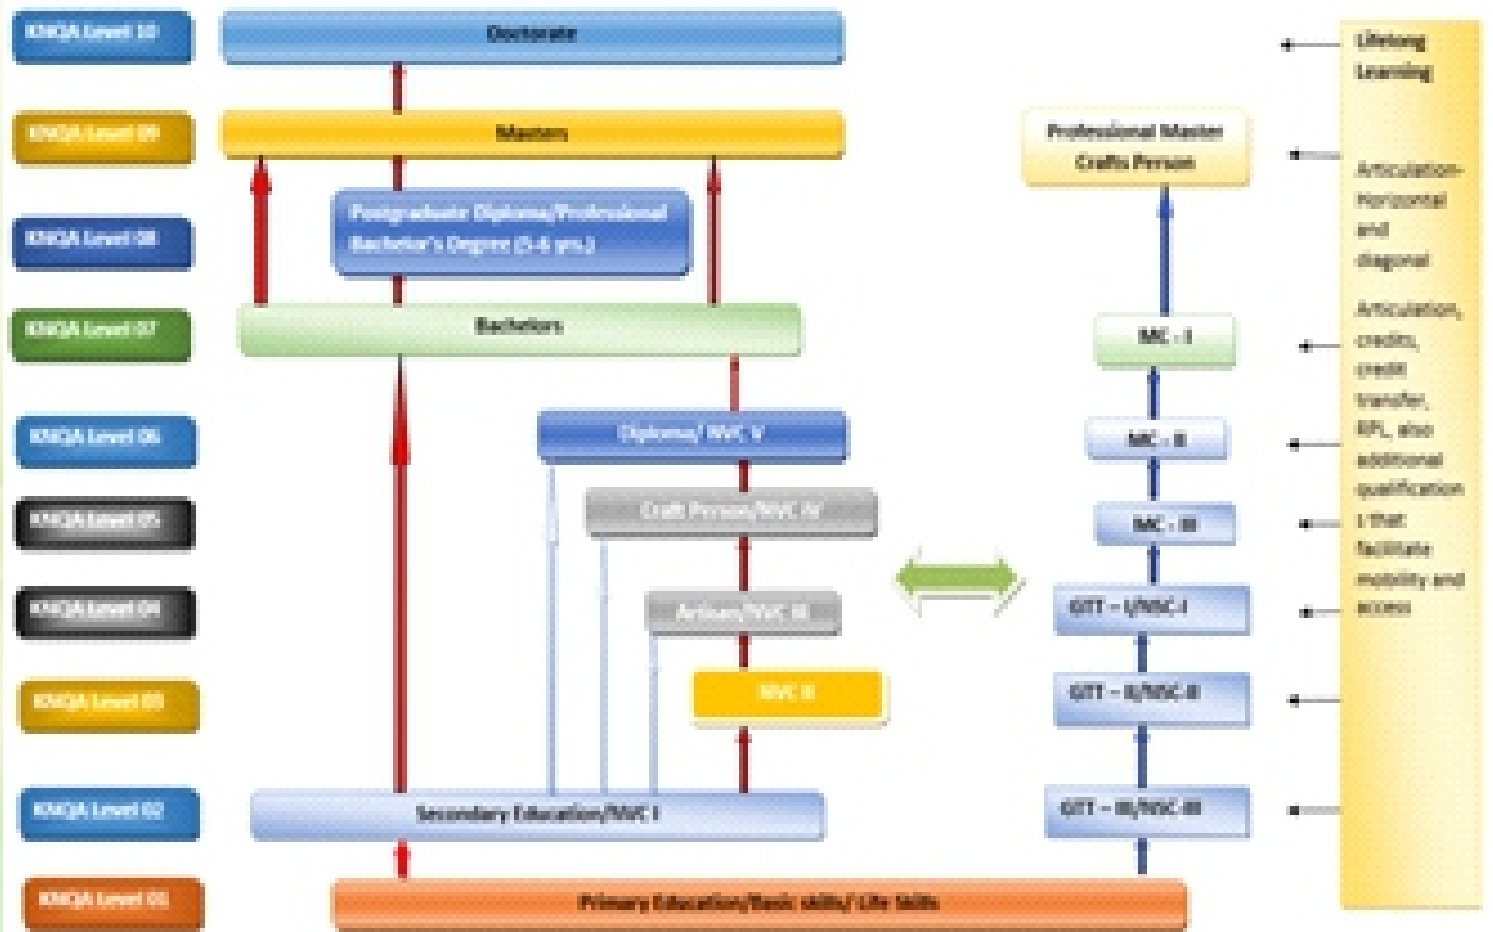 KNQA Level 10
Doctorate
KNQA Level 09
Masters
KNQA Level 08
Postgraduate Diploma/Professional
Bachelor's Degree (5-6 yrs.)
KNQA Level 07
Bachelors
KNQA Level 06
Diploma/ NVC V
KNQA Level 05
Craft Person/NVC IV
KNQA Level 04
Artisan/NVC III
KNQA Level 03
NVC II
KNQA Level 02
Secondary Education/NVC I
KNQA Level 01
Primary Education/Basic skills/ Life Skills
Professional Master
Crafts Person
MC - I
MC - II
MC - III
GTT – I/NSC-I
GTT – II/NSC-II
GTT – III/NSC-III
Lifelong
Learning
Articulation-
Horizontal
and
diagonal
Articulation,
credits,
credit
transfer,
RPL, also
additional
qualification
s that
facilitate
mobility and
access